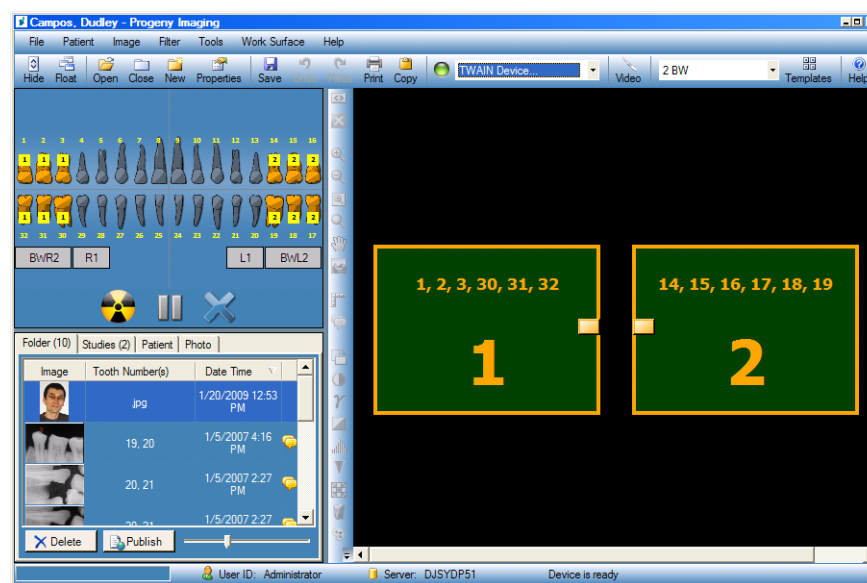 Campos, Dudley - Progeny Imaging
File Patient Image Filter Tools Work Surface Help
Hide Float Open Close New Properties Save Undo Redo Print Copy TWAIN Device... Video 2 BW Templates Help
1 2 3 4 5 6 7 8 9 10 11 12 13 14 15 16
1 1 1 2 2 2
1 1 1 2 2 2
32 31 30 29 28 27 26 25 24 23 22 21 20 19 18 17
BWR2 R1 L1 BWL2
1, 2, 3, 30, 31, 32
1
14, 15, 16, 17, 18, 19
2
Folder (10) Studies (2) Patient Photo
Image Tooth Number(s) Date Time
.jpg 1/20/2009 12:53
PM
19, 20 1/5/2007 4:16
PM
20, 21 1/5/2007 2:27
PM
20, 21 1/5/2007 2:27
Delete Publish
User ID: Administrator Server: DJSYDP51 Device is ready